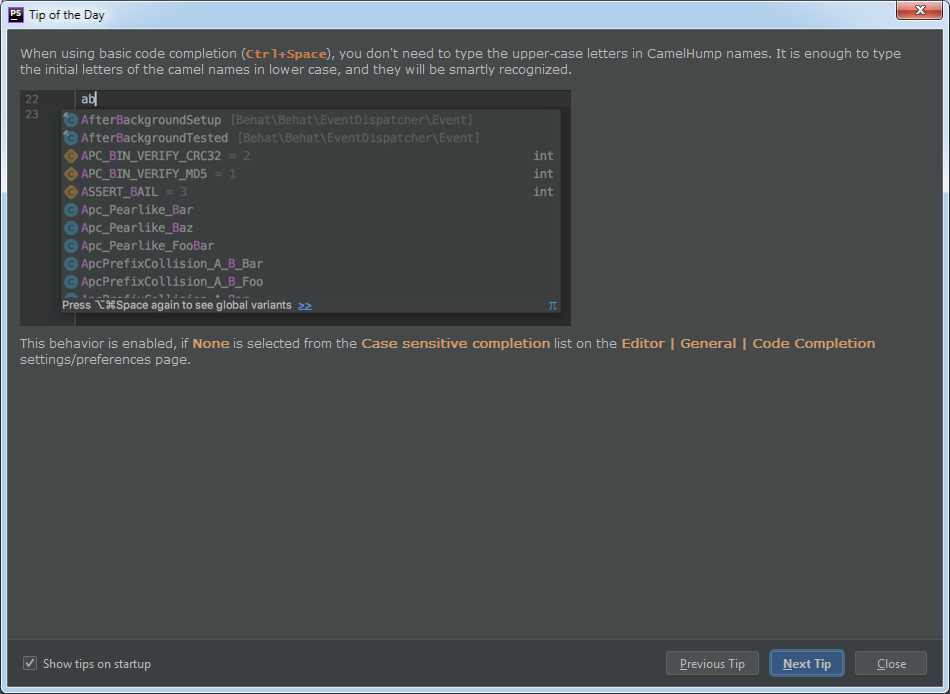 PS Tip of the Day
When using basic code completion (Ctrl+Space), you don't need to type the upper-case letters in CamelHump names. It is enough to type
the initial letters of the camel names in lower case, and they will be smartly recognized.
22 ab
23
AfterBackgroundSetup [Behat\Behat\EventDispatcher\Event]
AfterBackgroundTested [Behat\Behat\EventDispatcher\Event]
APC_BIN_VERIFY_CRC32 = 2 int
APC_BIN_VERIFY_MD5 = 1 int
ASSERT_BAIL = 3 int
Apc_Pearlike_Bar
Apc_Pearlike_Baz
Apc_Pearlike_FooBar
ApcPrefixCollision_A_B_Bar
ApcPrefixCollision_A_B_Foo
Press ⌥⌘Space again to see global variants >> π
This behavior is enabled, if None is selected from the Case sensitive completion list on the Editor | General | Code Completion
settings/preferences page.
Show tips on startup
Previous Tip Next Tip Close